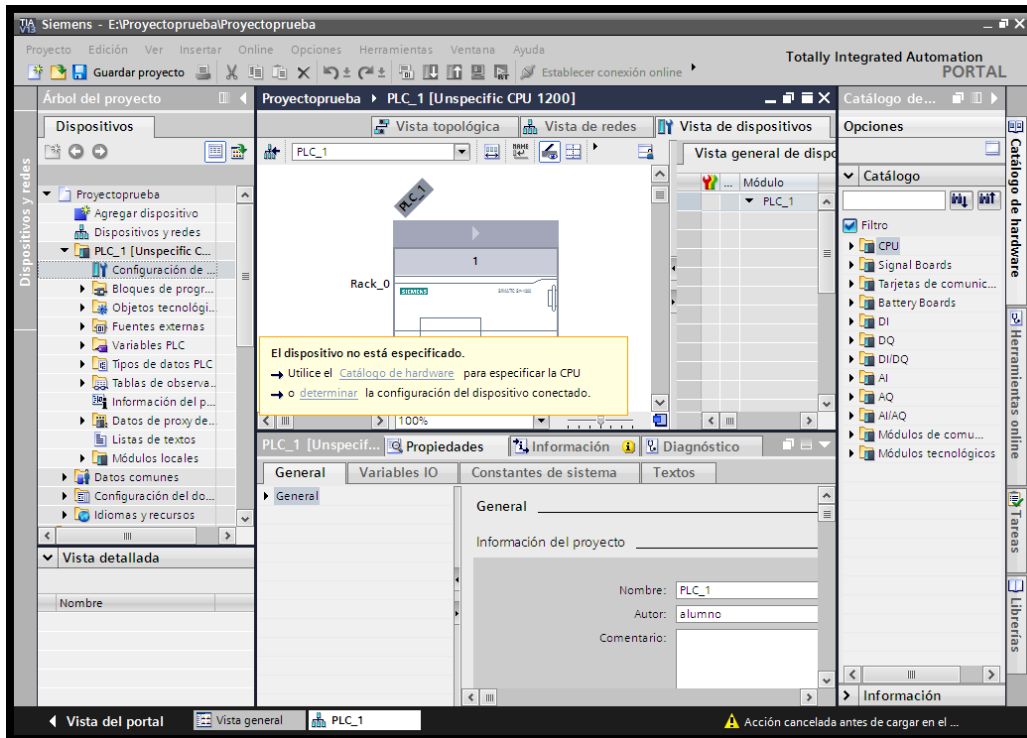 TIA V13 Siemens - E:\Proyectoprueba\Proyectoprueba
Proyecto Edición Ver Insertar Online Opciones Herramientas Ventana Ayuda
Guardar proyecto Establecer conexión online
Totally Integrated Automation
PORTAL
Árbol del proyecto
Dispositivos
Dispositivos y redes
Proyectoprueba
Agregar dispositivo
Dispositivos y redes
PLC_1 [Unspecific C...
Configuración de ...
Bloques de progr...
Objetos tecnológi...
Fuentes externas
Variables PLC
Tipos de datos PLC
Tablas de observa...
Información del p...
Datos de proxy de...
Listas de textos
Módulos locales
Datos comunes
Configuración del do...
Idiomas y recursos
Vista detallada
Nombre
Proyectoprueba PLC_1 [Unspecific CPU 1200]
Vista topológica Vista de redes Vista de dispositivos
PLC_1
Vista general de dispo
... Módulo
PLC_1
PLC_1
1
Rack_0
SIEMENS
El dispositivo no está especificado.
Utilice el Catálogo de hardware para especificar la CPU
o determinar la configuración del dispositivo conectado.
100%
PLC_1 [Unspecif... Propiedades Información Diagnóstico
General Variables IO Constantes de sistema Textos
General
General
Información del proyecto
Nombre: PLC_1
Autor: alumno
Comentario:
Catálogo de...
Opciones
Catálogo
Filtro
CPU
Signal Boards
Tarjetas de comunic...
Battery Boards
DI
DQ
DI/DQ
AI
AQ
AI/AQ
Módulos de comu...
Módulos tecnológicos
Información
Catálogo de hardware
Herramientas online
Tareas
Librerías
Vista del portal Vista general PLC_1 Acción cancelada antes de cargar en el ...